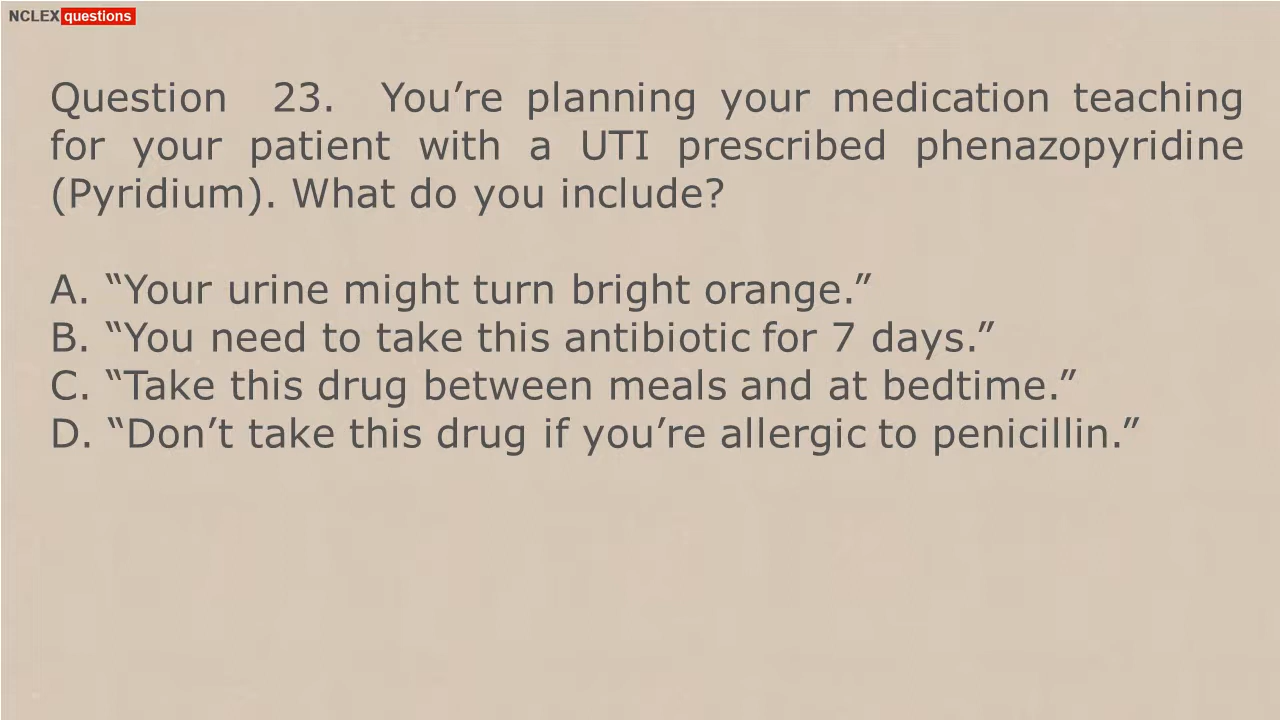 NCLEX questions
Question 23. You’re planning your medication teaching
for your patient with a UTI prescribed phenazopyridine
(Pyridium). What do you include?
A. “Your urine might turn bright orange.”
B. “You need to take this antibiotic for 7 days.”
C. “Take this drug between meals and at bedtime.”
D. “Don’t take this drug if you’re allergic to penicillin.”